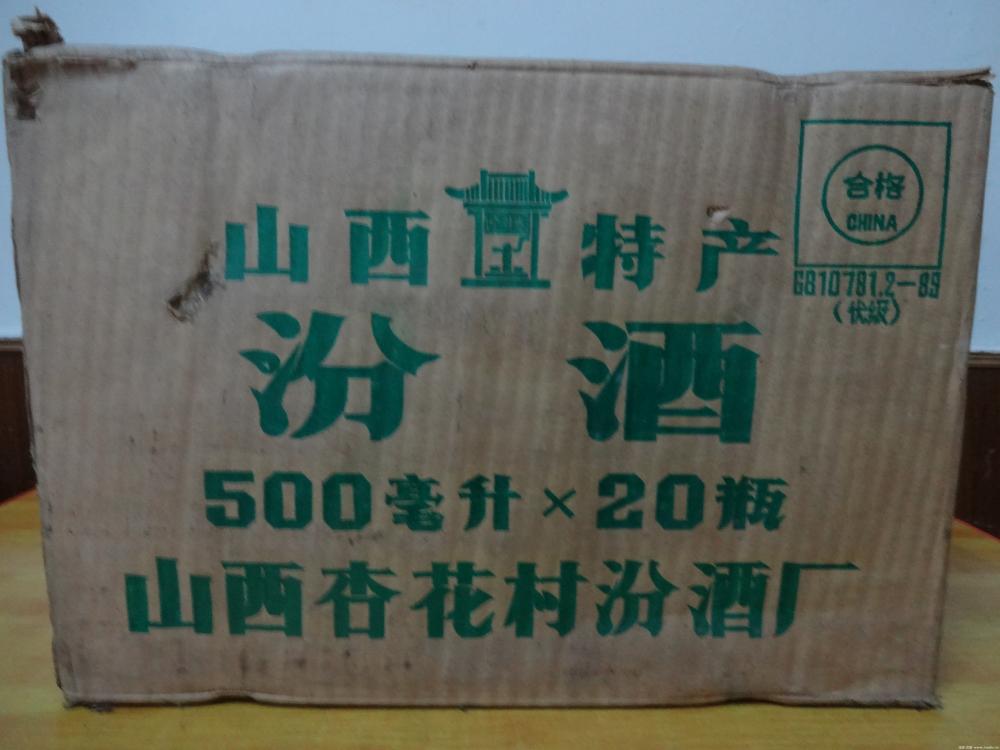 山西 特产
合格
CHINA
GB10781.2-89
(优级)
汾酒
500毫升×20瓶
山西杏花村汾酒厂